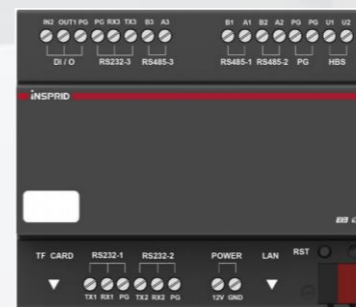 IN2 OUT1 PG PG RX3 TX3 B3 A3 B1 A1 B2 A2 PG PG U1 U2
DI / O RS232-3 RS485-3 RS485-1 RS485-2 PG HBS
iNSPRID
TF CARD RS232-1 RS232-2 POWER LAN RST
TX1 RX1 PG TX2 RX2 PG 12V GND